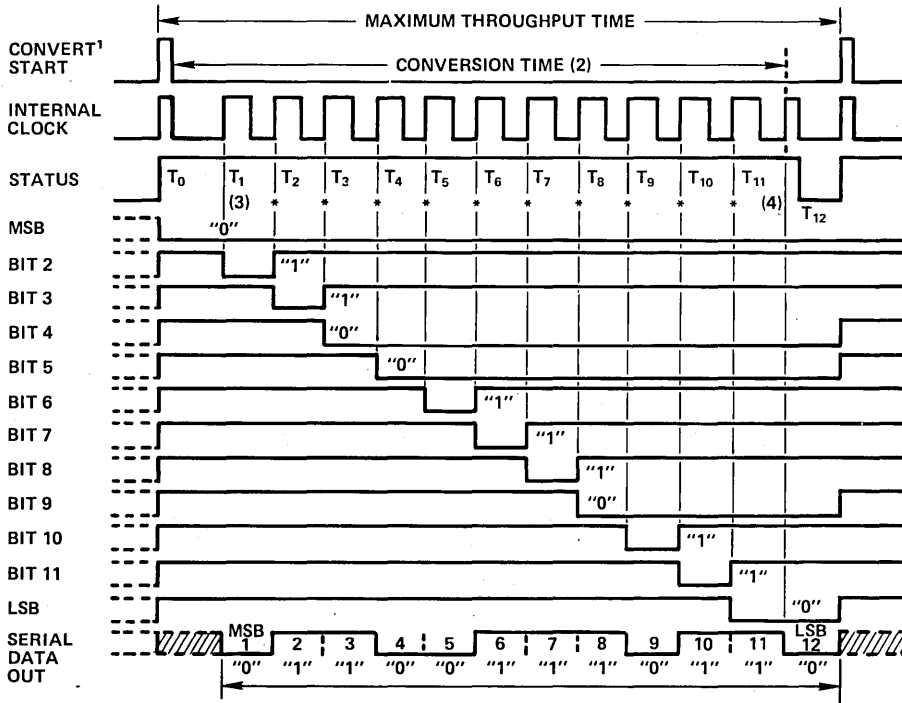 MAXIMUM THROUGHPUT TIME
CONVERT¹
START
CONVERSION TIME (2)
INTERNAL
CLOCK
STATUS
T₀ T₁ T₂ T₃ T₄ T₅ T₆ T₇ T₈ T₉ T₁₀ T₁₁
(3) * * * * * * * * * * (4) T₁₂
MSB "0"
BIT 2 "1"
BIT 3 "1"
BIT 4 "0"
BIT 5 "0"
BIT 6 "1"
BIT 7 "1"
BIT 8 "1"
BIT 9 "0"
BIT 10 "1"
BIT 11 "1"
LSB "0"
SERIAL
DATA
OUT
MSB LSB
1 2 3 4 5 6 7 8 9 10 11 12
"0" "1" "1" "0" "0" "1" "1" "1" "0" "1" "1" "0"